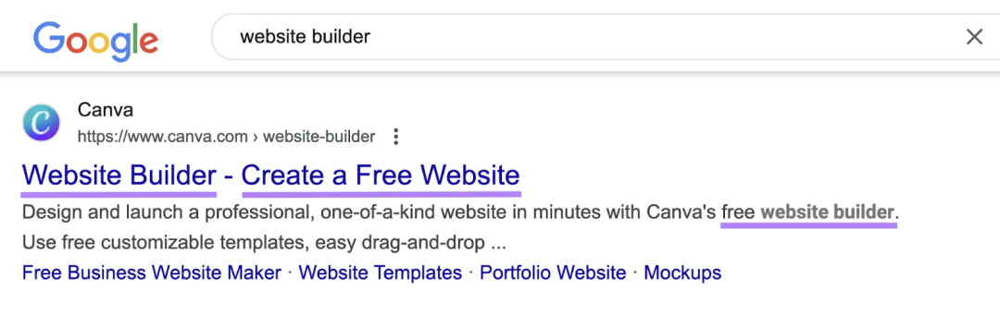 Google
website builder
Canva
https://www.canva.com › website-builder
Website Builder - Create a Free Website
Design and launch a professional, one-of-a-kind website in minutes with Canva's free website builder.
Use free customizable templates, easy drag-and-drop ...
Free Business Website Maker · Website Templates · Portfolio Website · Mockups